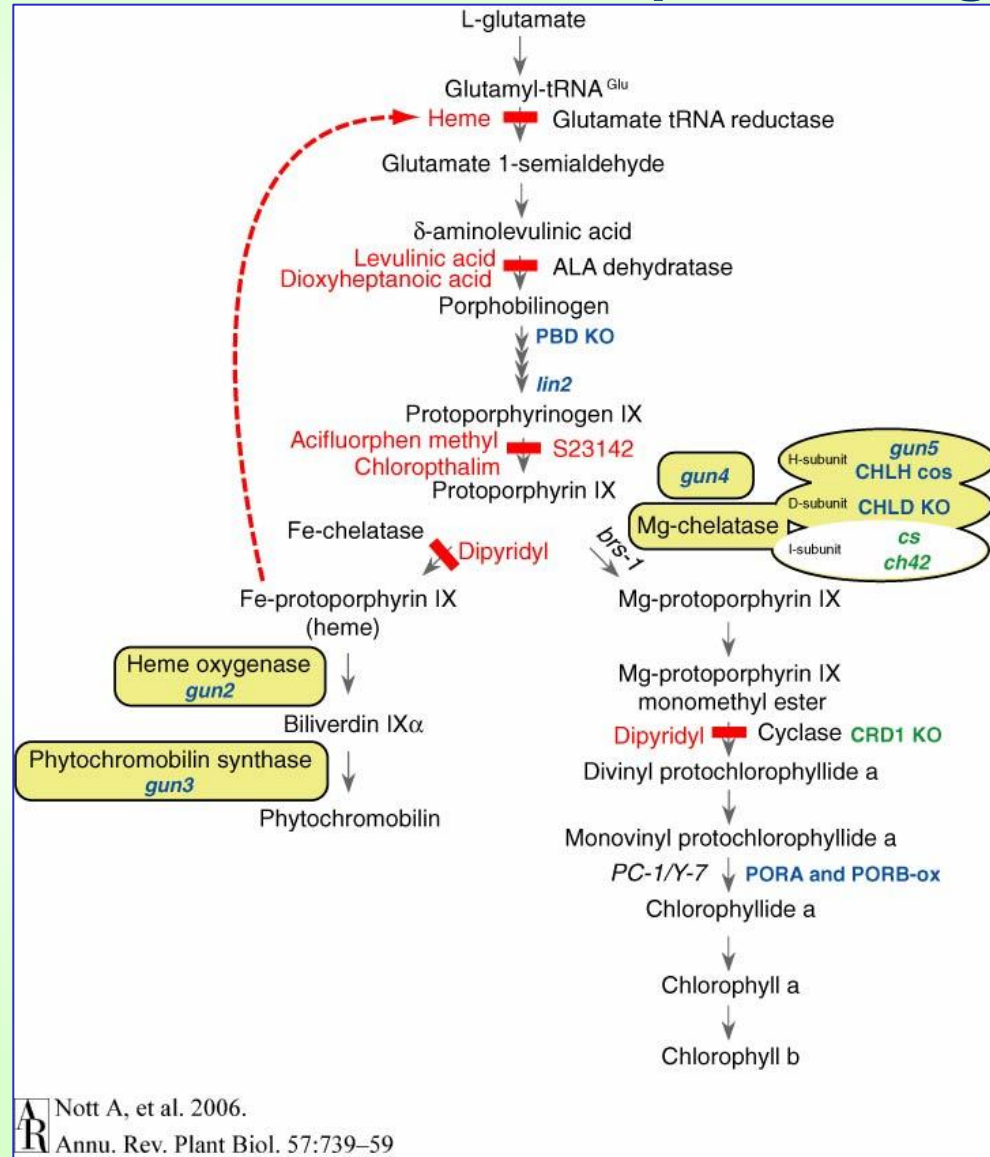 L-glutamate
Glutamyl-tRNA Glu
Heme Glutamate tRNA reductase
Glutamate 1-semialdehyde
δ-aminolevulinic acid
Levulinic acid
Dioxyheptanoic acid
ALA dehydratase
Porphobilinogen
PBD KO
lin2
Protoporphyrinogen IX
Acifluorphen methyl
Chloropthalim
S23142
Protoporphyrin IX
gun4
Mg-chelatase
H-subunit
gun5
CHLH cos
D-subunit CHLD KO
I-subunit
cs
ch42
Fe-chelatase
Dipyridyl
brs-1
Fe-protoporphyrin IX
(heme)
Heme oxygenase
gun2
Biliverdin IXα
Phytochromobilin synthase
gun3
Phytochromobilin
Mg-protoporphyrin IX
Mg-protoporphyrin IX
monomethyl ester
Dipyridyl Cyclase CRD1 KO
Divinyl protochlorophyllide a
Monovinyl protochlorophyllide a
PC-1/Y-7 PORA and PORB-ox
Chlorophyllide a
Chlorophyll a
Chlorophyll b
AR Nott A, et al. 2006.
Annu. Rev. Plant Biol. 57:739–59